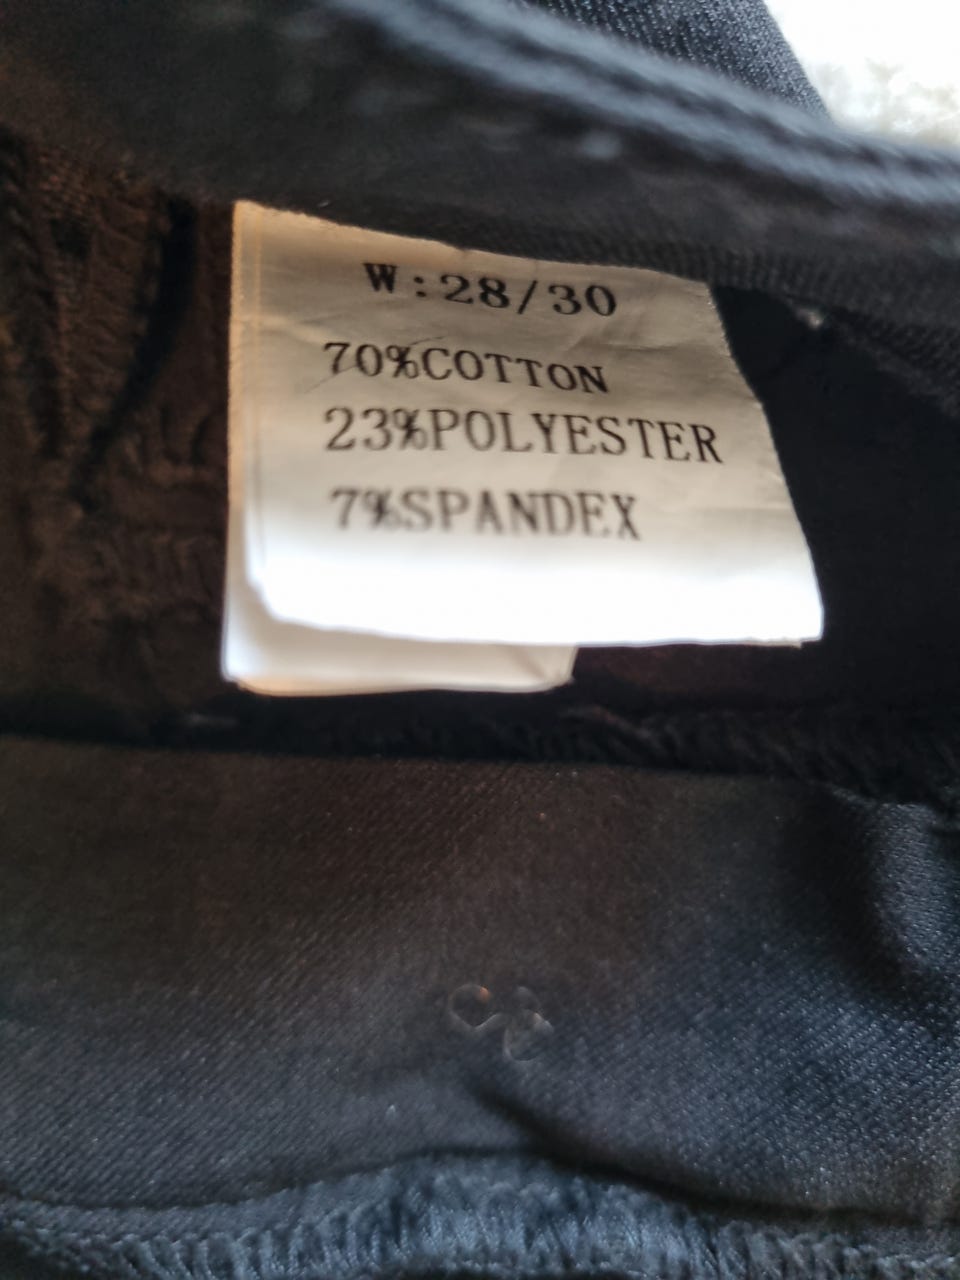 W:28/30
70%COTTON
23%POLYESTER
7%SPANDEX